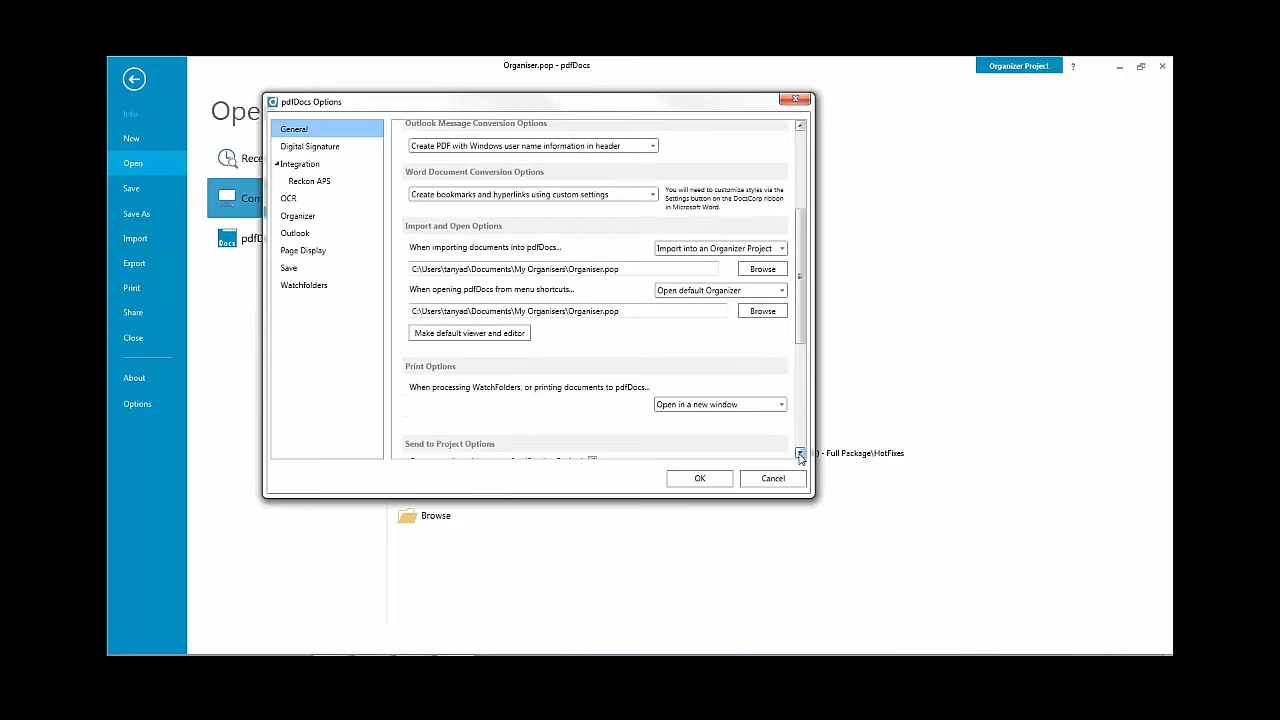 Organiser.pop - pdfDocs
Organizer Project
?
Info
New
Open
Save
Save As
Import
Export
Print
Share
Close
About
Options
Ope
Rece
Com
pdfD
pdfDocs Options
General
Digital Signature
Integration
Reckon APS
OCR
Organizer
Outlook
Page Display
Save
Watchfolders
Outlook Message Conversion Options
Create PDF with Windows user name information in header
Word Document Conversion Options
Create bookmarks and hyperlinks using custom settings
You will need to customize styles via the
Settings button on the DocsCorp ribbon
in Microsoft Word.
Import and Open Options
When importing documents into pdfDocs...
Import into an Organizer Project
C:\Users\tanyad\Documents\My Organisers\Organiser.pop
Browse
When opening pdfDocs from menu shortcuts...
Open default Organizer
C:\Users\tanyad\Documents\My Organisers\Organiser.pop
Browse
Make default viewer and editor
Print Options
When processing WatchFolders, or printing documents to pdfDocs...
Open in a new window
Send to Project Options
OK
Cancel
) - Full Package\HotFixes
Browse